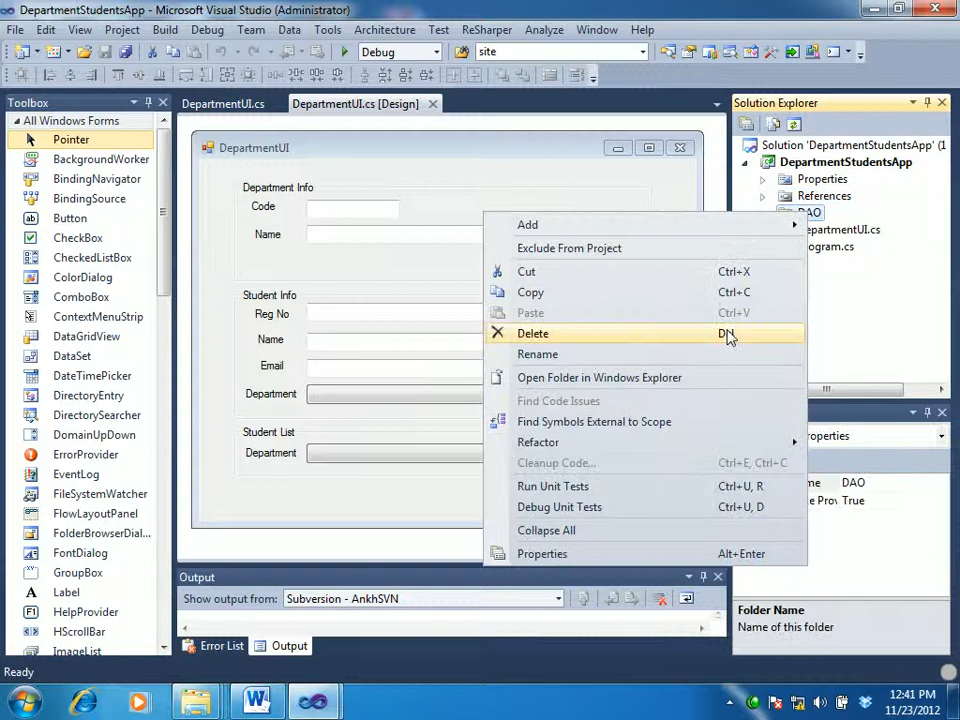 DepartmentStudentsApp - Microsoft Visual Studio (Administrator)
File Edit View Project Build Debug Team Data Tools Architecture Test ReSharper Analyze Window Help
Debug site
Toolbox
All Windows Forms
Pointer
BackgroundWorker
BindingNavigator
BindingSource
Button
CheckBox
CheckedListBox
ColorDialog
ComboBox
ContextMenuStrip
DataGridView
DataSet
DateTimePicker
DirectoryEntry
DirectorySearcher
DomainUpDown
ErrorProvider
EventLog
FileSystemWatcher
FlowLayoutPanel
FolderBrowserDial...
FontDialog
GroupBox
Label
HelpProvider
HScrollBar
ImageList
DepartmentUI.cs DepartmentUI.cs [Design]
DepartmentUI
Department Info
Code
Name
Student Info
Reg No
Name
Email
Department
Student List
Department
Add
Exclude From Project
Cut Ctrl+X
Copy Ctrl+C
Paste Ctrl+V
Delete
Rename
Open Folder in Windows Explorer
Find Code Issues
Find Symbols External to Scope
Refactor
Cleanup Code... Ctrl+E, Ctrl+C
Run Unit Tests Ctrl+U, R
Debug Unit Tests Ctrl+U, D
Collapse All
Properties Alt+Enter
Output
Show output from: Subversion - AnkhSVN
Error List Output
Solution Explorer
Solution 'DepartmentStudentsApp' (1
DepartmentStudentsApp
Properties
References
DAO
DepartmentUI.cs
ogram.cs
roperties
me DAO
e Prov True
Folder Name
Name of this folder
Ready
12:41 PM
11/23/2012